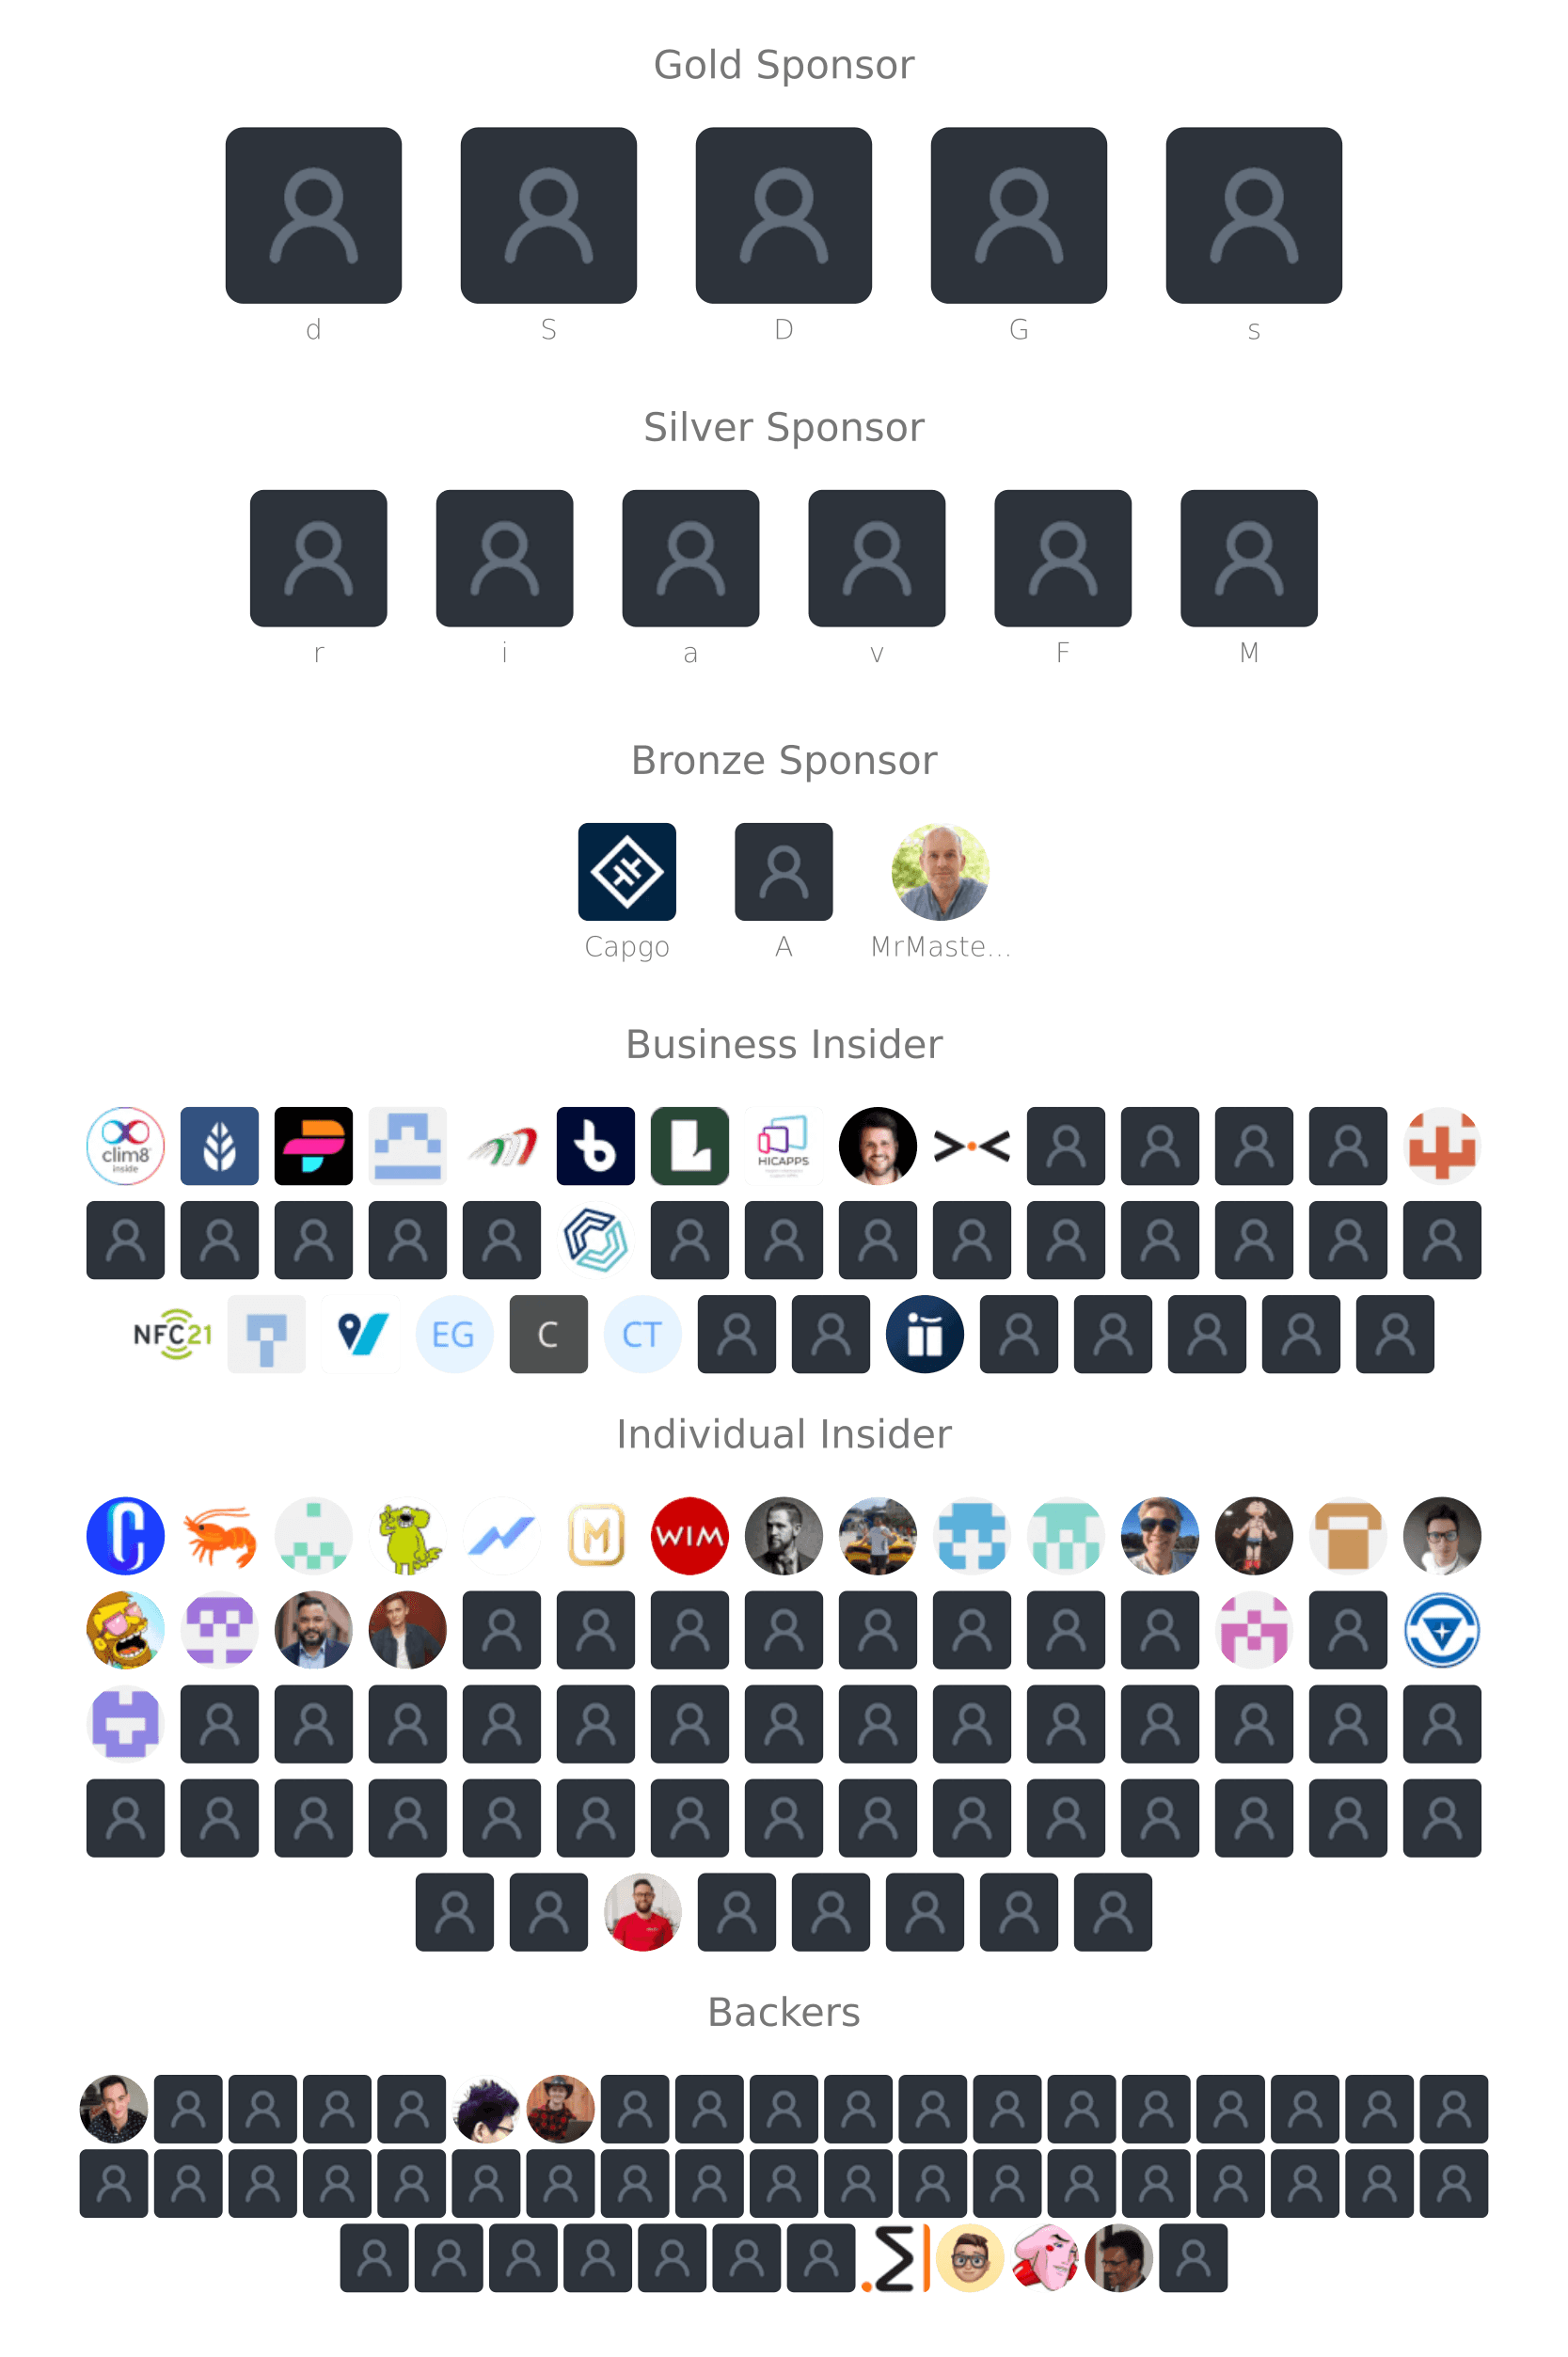 Gold Sponsor
d S D G s
Silver Sponsor
r i a v F M
Bronze Sponsor
Capgo A MrMaste...
Business Insider
clim8
inside
HICAPPS
NFC21 EG C CT
Individual Insider
M WIM
Backers